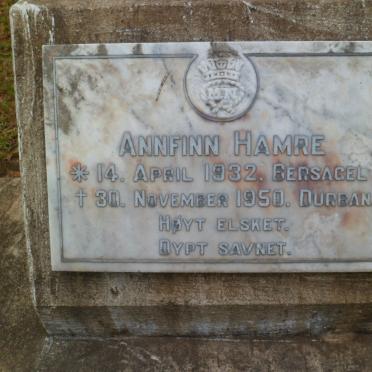 Annfinn Hamre
* 14. April 1932. Bersagel
† 30. November 1950. Durban.
Høyt elsket.
Dypt savnet.